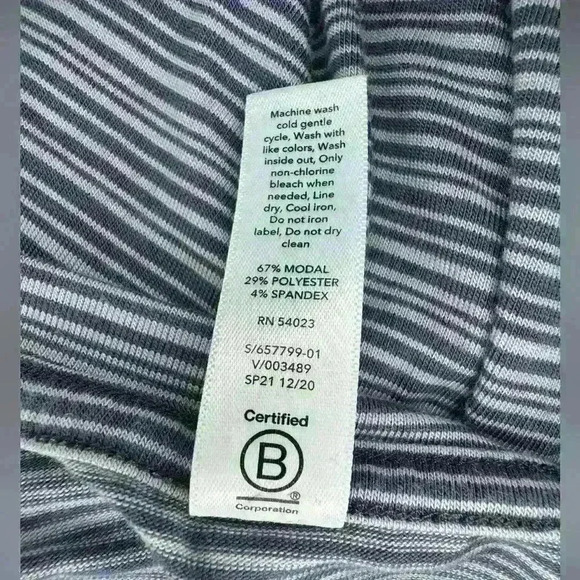 Machine wash
cold gentle
cycle, Wash with
like colors, Wash
inside out, Only
non-chlorine
bleach when
needed, Line
dry, Cool iron,
Do not iron
label, Do not dry
clean
67% MODAL
29% POLYESTER
4% SPANDEX
RN 54023
S/657799-01
V/003489
SP21 12/20
Certified
B
®
Corporation